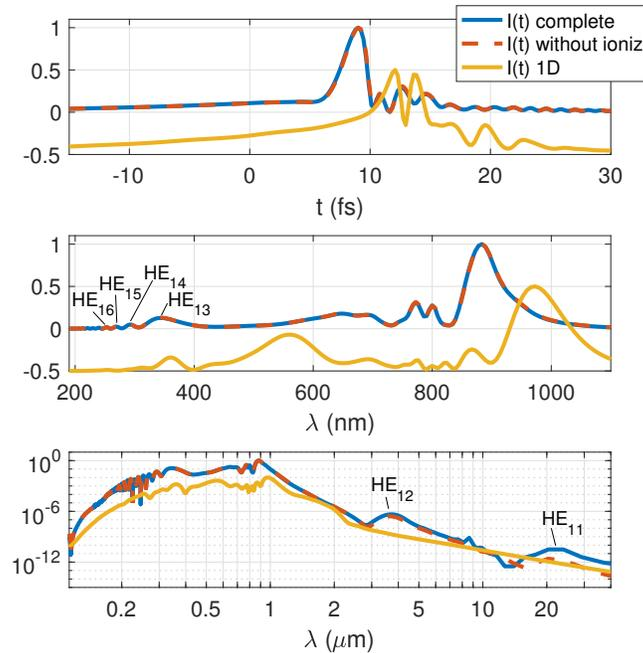 I(t) complete
I(t) without ioniz
I(t) 1D
1
0.5
0
-0.5
-10 0 10 20 30
t (fs)
1
0.5
0
-0.5
HE14
HE15
HE16 HE13
200 400 600 800 1000
λ (nm)
10^0
10^-6
10^-12
HE12
HE11
0.2 0.5 1 2 5 10 20
λ (μm)